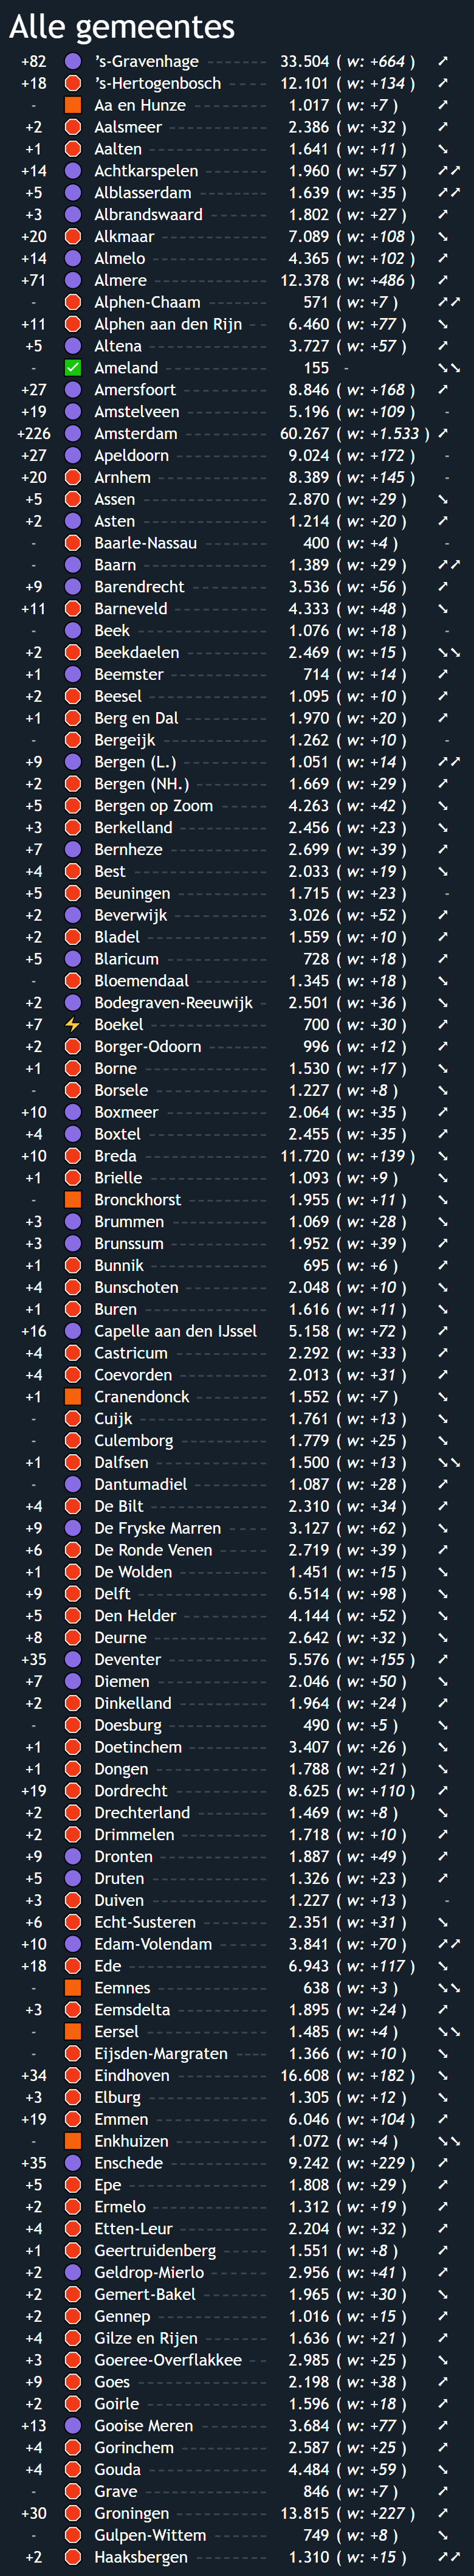 Alle gemeentes
+82 ’s-Gravenhage 33.504 ( w: +664 )
+18 ’s-Hertogenbosch 12.101 ( w: +134 )
- Aa en Hunze 1.017 ( w: +7 )
+2 Aalsmeer 2.386 ( w: +32 )
+1 Aalten 1.641 ( w: +11 )
+14 Achtkarspelen 1.960 ( w: +57 )
+5 Alblasserdam 1.639 ( w: +35 )
+3 Albrandswaard 1.802 ( w: +27 )
+20 Alkmaar 7.089 ( w: +108 )
+14 Almelo 4.365 ( w: +102 )
+71 Almere 12.378 ( w: +486 )
- Alphen-Chaam 571 ( w: +7 )
+11 Alphen aan den Rijn 6.460 ( w: +77 )
+5 Altena 3.727 ( w: +57 )
- Ameland 155 -
+27 Amersfoort 8.846 ( w: +168 )
+19 Amstelveen 5.196 ( w: +109 ) -
+226 Amsterdam 60.267 ( w: +1.533 )
+27 Apeldoorn 9.024 ( w: +172 ) -
+20 Arnhem 8.389 ( w: +145 ) -
+5 Assen 2.870 ( w: +29 )
+2 Asten 1.214 ( w: +20 )
- Baarle-Nassau 400 ( w: +4 ) -
- Baarn 1.389 ( w: +29 )
+9 Barendrecht 3.536 ( w: +56 )
+11 Barneveld 4.333 ( w: +48 )
- Beek 1.076 ( w: +18 ) -
+2 Beekdaelen 2.469 ( w: +15 )
+1 Beemster 714 ( w: +14 )
+2 Beesel 1.095 ( w: +10 )
+1 Berg en Dal 1.970 ( w: +20 )
- Bergeijk 1.262 ( w: +10 ) -
+9 Bergen (L.) 1.051 ( w: +14 )
+2 Bergen (NH.) 1.669 ( w: +29 )
+5 Bergen op Zoom 4.263 ( w: +42 )
+3 Berkelland 2.456 ( w: +23 )
+7 Bernheze 2.699 ( w: +39 )
+4 Best 2.033 ( w: +19 )
+5 Beuningen 1.715 ( w: +23 ) -
+2 Beverwijk 3.026 ( w: +52 )
+2 Bladel 1.559 ( w: +10 )
+5 Blaricum 728 ( w: +18 )
- Bloemendaal 1.345 ( w: +18 )
+2 Bodegraven-Reeuwijk 2.501 ( w: +36 )
+7 Boekel 700 ( w: +30 )
+2 Borger-Odoorn 996 ( w: +12 )
+1 Borne 1.530 ( w: +17 )
- Borsele 1.227 ( w: +8 )
+10 Boxmeer 2.064 ( w: +35 )
+4 Boxtel 2.455 ( w: +35 )
+10 Breda 11.720 ( w: +139 )
+1 Brielle 1.093 ( w: +9 )
- Bronckhorst 1.955 ( w: +11 )
+3 Brummen 1.069 ( w: +28 )
+3 Brunssum 1.952 ( w: +39 )
+1 Bunnik 695 ( w: +6 )
+4 Bunschoten 2.048 ( w: +10 )
+1 Buren 1.616 ( w: +11 )
+16 Capelle aan den IJssel 5.158 ( w: +72 )
+4 Castricum 2.292 ( w: +33 )
+4 Coevorden 2.013 ( w: +31 )
+1 Cranendonck 1.552 ( w: +7 )
- Cuijk 1.761 ( w: +13 )
- Culemborg 1.779 ( w: +25 )
+1 Dalfsen 1.500 ( w: +13 )
- Dantumadiel 1.087 ( w: +28 )
+4 De Bilt 2.310 ( w: +34 )
+9 De Fryske Marren 3.127 ( w: +62 )
+6 De Ronde Venen 2.719 ( w: +39 )
+1 De Wolden 1.451 ( w: +15 )
+9 Delft 6.514 ( w: +98 )
+5 Den Helder 4.144 ( w: +52 )
+8 Deurne 2.642 ( w: +32 )
+35 Deventer 5.576 ( w: +155 )
+7 Diemen 2.046 ( w: +50 )
+2 Dinkelland 1.964 ( w: +24 )
- Doesburg 490 ( w: +5 )
+1 Doetinchem 3.407 ( w: +26 )
+1 Dongen 1.788 ( w: +21 )
+19 Dordrecht 8.625 ( w: +110 )
+2 Drechterland 1.469 ( w: +8 )
+2 Drimmelen 1.718 ( w: +10 )
+9 Dronten 1.887 ( w: +49 )
+5 Druten 1.326 ( w: +23 )
+3 Duiven 1.227 ( w: +13 ) -
+6 Echt-Susteren 2.351 ( w: +31 )
+10 Edam-Volendam 3.841 ( w: +70 )
+18 Ede 6.943 ( w: +117 )
- Eemnes 638 ( w: +3 )
+3 Eemsdelta 1.895 ( w: +24 )
- Eersel 1.485 ( w: +4 )
- Eijsden-Margraten 1.366 ( w: +10 )
+34 Eindhoven 16.608 ( w: +182 )
+3 Elburg 1.305 ( w: +12 )
+19 Emmen 6.046 ( w: +104 )
- Enkhuizen 1.072 ( w: +4 )
+35 Enschede 9.242 ( w: +229 )
+5 Epe 1.808 ( w: +29 )
+2 Ermelo 1.312 ( w: +19 )
+4 Etten-Leur 2.204 ( w: +32 )
+1 Geertruidenberg 1.551 ( w: +8 )
+2 Geldrop-Mierlo 2.956 ( w: +41 )
+2 Gemert-Bakel 1.965 ( w: +30 )
+2 Gennep 1.016 ( w: +15 )
+4 Gilze en Rijen 1.636 ( w: +21 )
+3 Goeree-Overflakkee 2.985 ( w: +25 )
+9 Goes 2.198 ( w: +38 )
+2 Goirle 1.596 ( w: +18 )
+13 Gooise Meren 3.684 ( w: +77 )
+4 Gorinchem 2.587 ( w: +25 )
+4 Gouda 4.484 ( w: +59 )
- Grave 846 ( w: +7 )
+30 Groningen 13.815 ( w: +227 )
- Gulpen-Wittem 749 ( w: +8 )
+2 Haaksbergen 1.310 ( w: +15 )